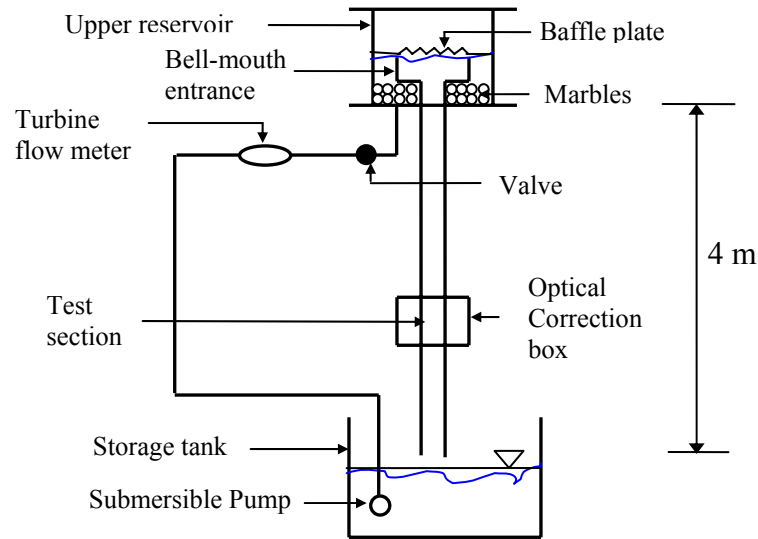 Upper reservoir
Baffle plate
Bell-mouth
entrance
Marbles
Turbine
flow meter
Valve
4 m
Test
section
Optical
Correction
box
Storage tank
Submersible Pump